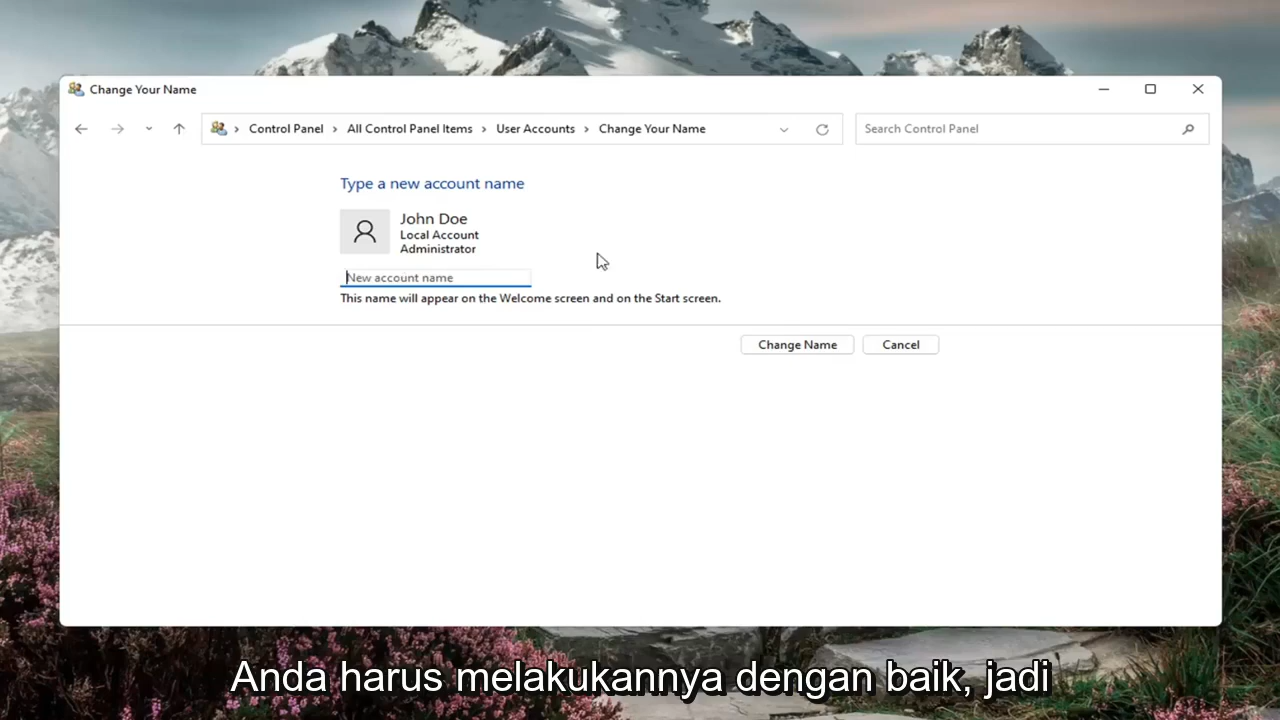 Change Your Name
Control Panel > All Control Panel Items > User Accounts > Change Your Name
Search Control Panel
Type a new account name
John Doe
Local Account
Administrator
New account name
This name will appear on the Welcome screen and on the Start screen.
Change Name
Cancel
Anda harus melakukannya dengan baik, jadi